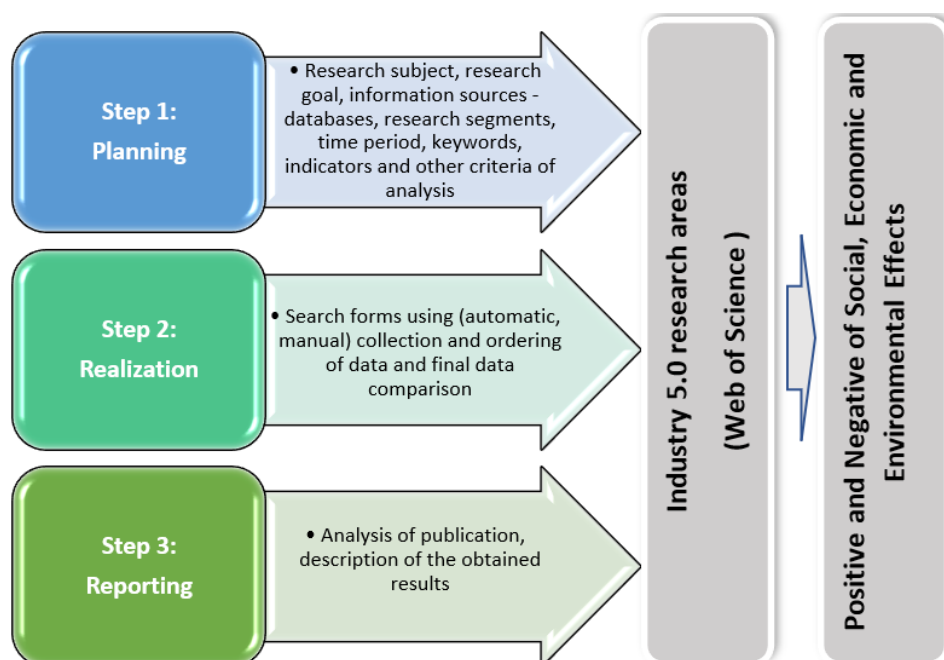 Step 1:
Planning
• Research subject, research
goal, information sources -
databases, research segments,
time period, keywords,
indicators and other criteria of
analysis
Step 2:
Realization
• Search forms using (automatic,
manual) collection and ordering
of data and final data
comparison
Step 3:
Reporting
• Analysis of publication,
description of the obtained
results
Industry 5.0 research areas
(Web of Science )
Positive and Negative of Social, Economic and
Environmental Effects